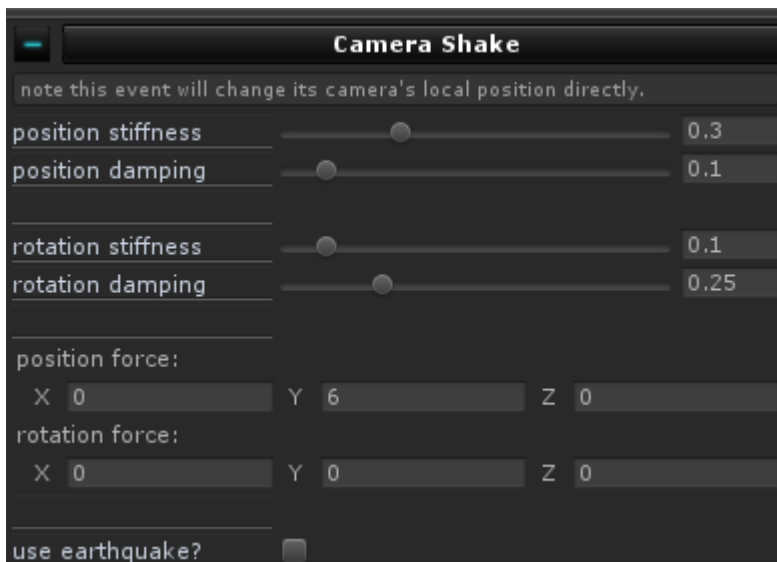 Camera Shake
note this event will change its camera's local position directly.
position stiffness 0.3
position damping 0.1
rotation stiffness 0.1
rotation damping 0.25
position force:
X 0 Y 6 Z 0
rotation force:
X 0 Y 0 Z 0
use earthquake?